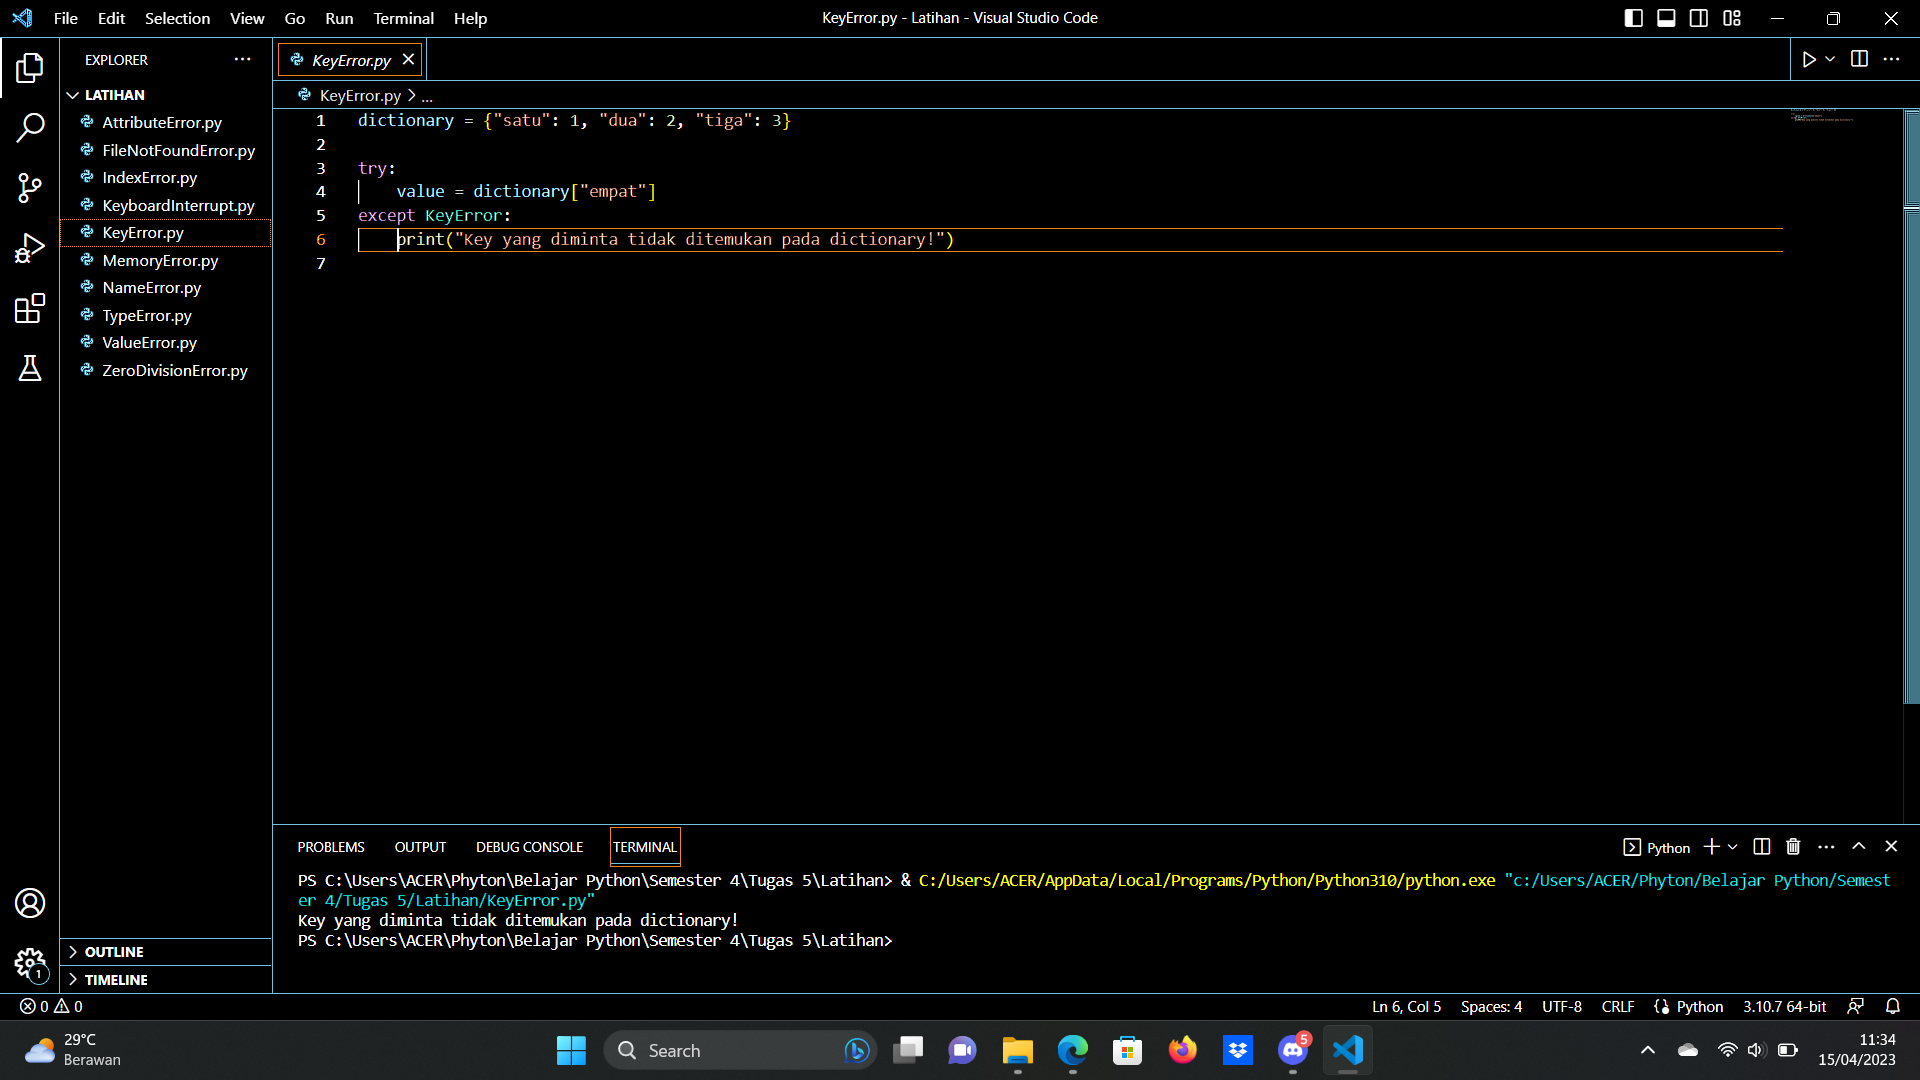 File Edit Selection View Go Run Terminal Help
KeyError.py - Latihan - Visual Studio Code
EXPLORER
LATIHAN
AttributeError.py
FileNotFoundError.py
IndexError.py
KeyboardInterrupt.py
KeyError.py
MemoryError.py
NameError.py
TypeError.py
ValueError.py
ZeroDivisionError.py
OUTLINE
TIMELINE
KeyError.py
KeyError.py > ...
1 dictionary = {"satu": 1, "dua": 2, "tiga": 3}
2
3 try:
4     value = dictionary["empat"]
5 except KeyError:
6     print("Key yang diminta tidak ditemukan pada dictionary!")
7
PROBLEMS OUTPUT DEBUG CONSOLE TERMINAL
Python
PS C:\Users\ACER\Phyton\Belajar Python\Semester 4\Tugas 5\Latihan> & C:/Users/ACER/AppData/Local/Programs/Python/Python310/python.exe "c:/Users/ACER/Phyton/Belajar Python/Semest
er 4/Tugas 5/Latihan/KeyError.py"
Key yang diminta tidak ditemukan pada dictionary!
PS C:\Users\ACER\Phyton\Belajar Python\Semester 4\Tugas 5\Latihan>
1
0 0
Ln 6, Col 5 Spaces: 4 UTF-8 CRLF Python 3.10.7 64-bit
29°C
Berawan
Search
5
11:34
15/04/2023